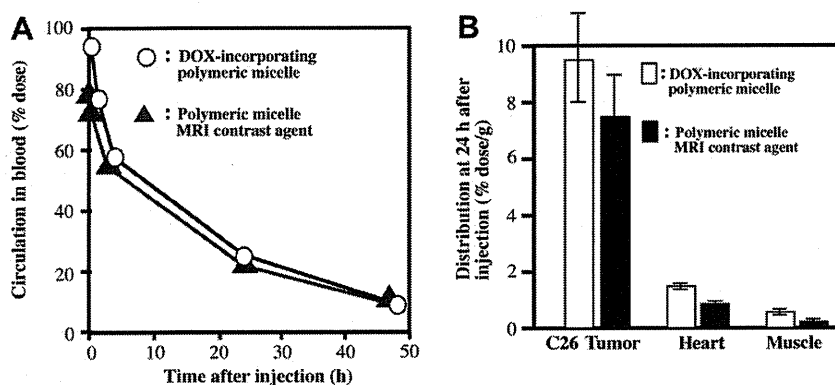 A
Circulation in blood (% dose)
100
80
60
40
20
0
: DOX-incorporating
polymeric micelle
: Polymeric micelle
MRI contrast agent
0
10
20
30
40
50
Time after injection (h)
B
Distribution at 24 h after
injection (% dose/g)
10
8
6
4
2
0
: DOX-incorporating
polymeric micelle
: Polymeric micelle
MRI contrast agent
C26 Tumor
Heart
Muscle